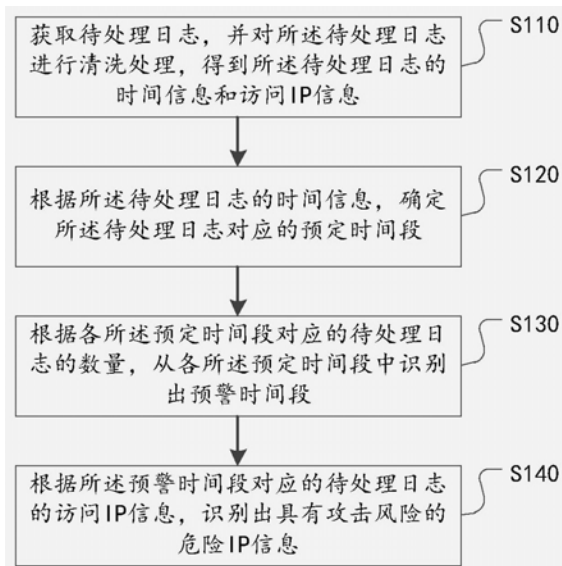 获取待处理日志，并对所述待处理日志
进行清洗处理，得到所述待处理日志的
时间信息和访问IP信息
S110
根据所述待处理日志的时间信息，确定
所述待处理日志对应的预定时间段
S120
根据各所述预定时间段对应的待处理日
志的数量，从各所述预定时间段中识别
出预警时间段
S130
根据所述预警时间段对应的待处理日志
的访问IP信息，识别出具有攻击风险的
危险IP信息
S140